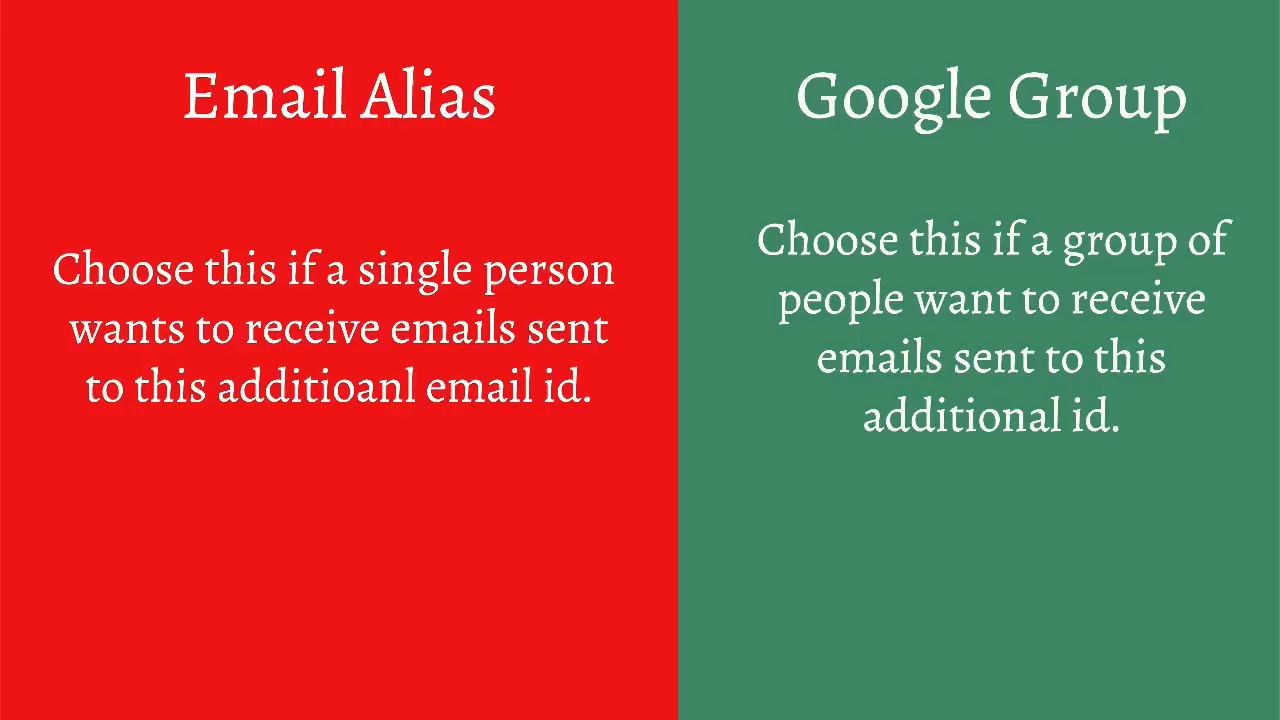 Email Alias
Choose this if a single person
wants to receive emails sent
to this additioanl email id.
Google Group
Choose this if a group of
people want to receive
emails sent to this
additional id.